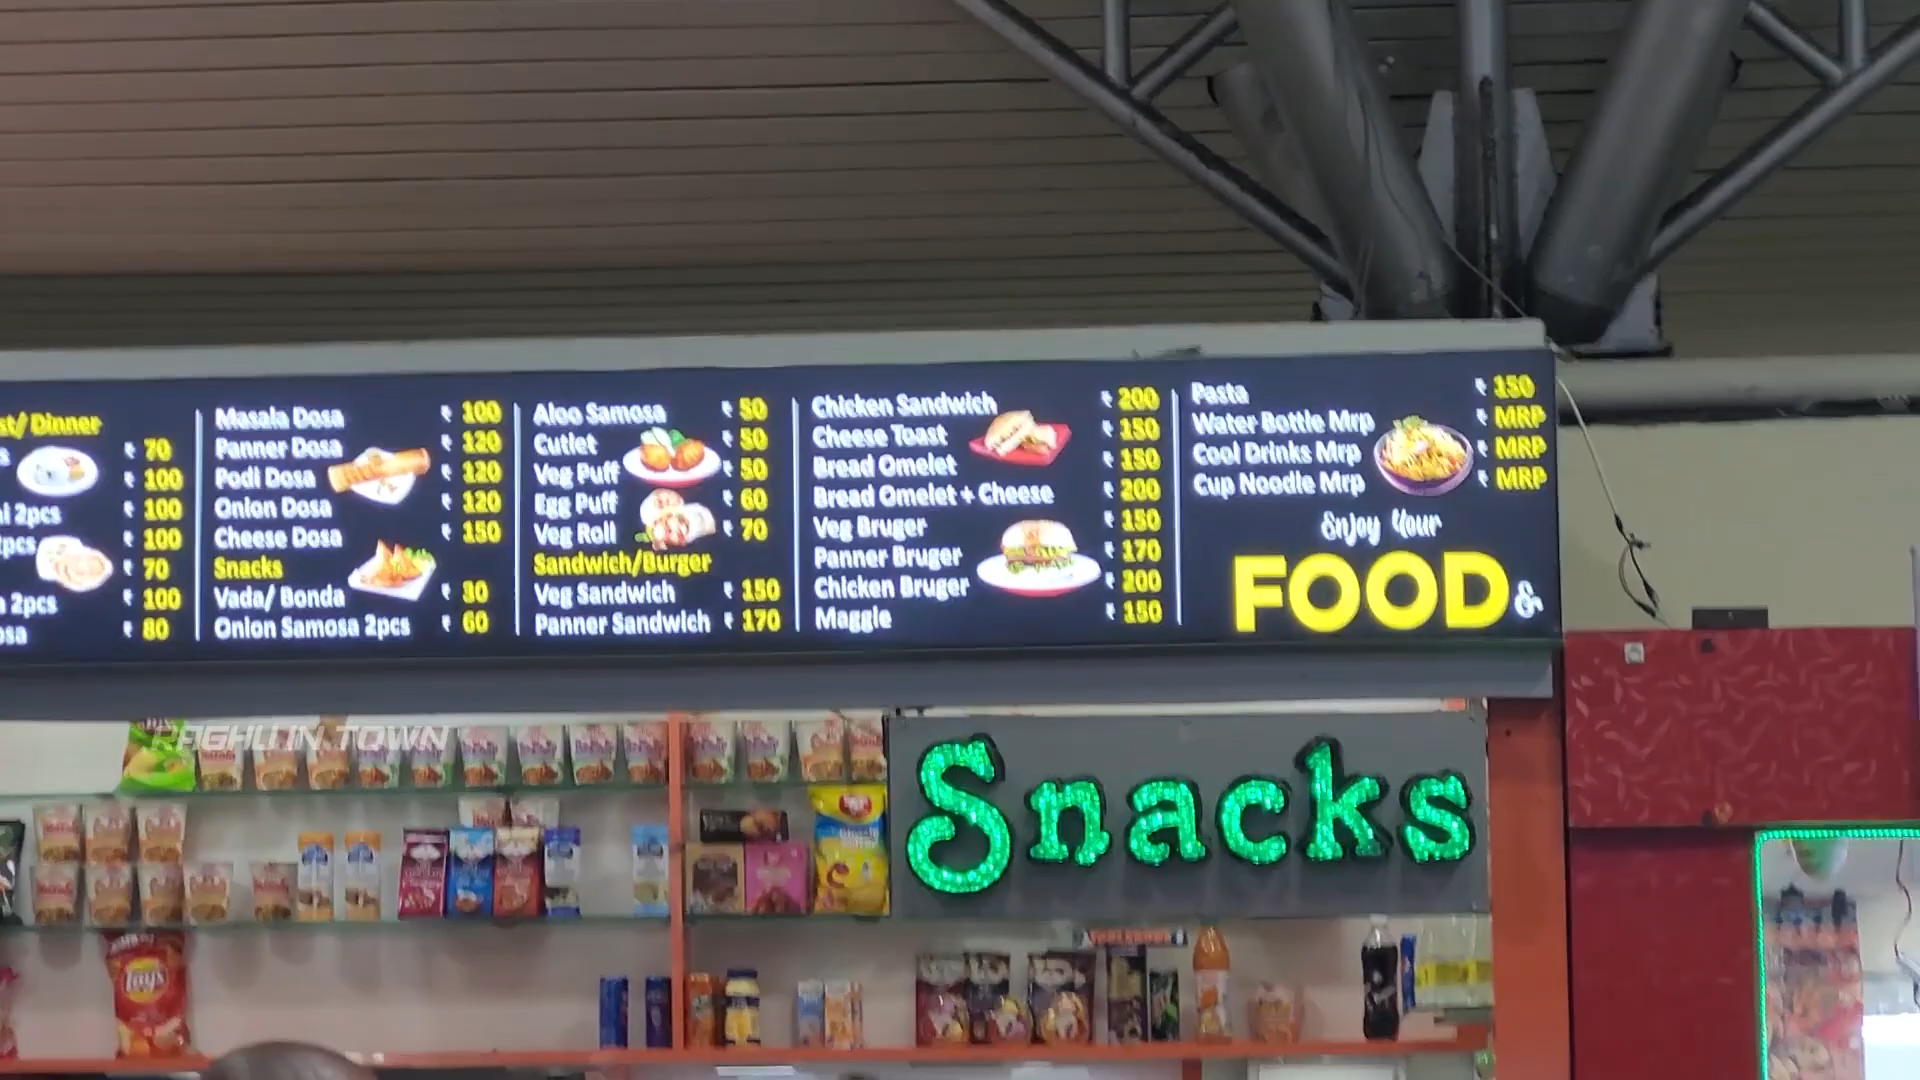 st/ Dinner
₹ 70
₹ 100
₹ 100
2pcs ₹ 100
₹ 70
2pcs ₹ 100
₹ 80
Masala Dosa ₹ 100
Panner Dosa ₹ 120
Podi Dosa ₹ 120
Onion Dosa ₹ 120
Cheese Dosa ₹ 150
Snacks
Vada/ Bonda ₹ 30
Onion Samosa 2pcs ₹ 60
Aloo Samosa ₹ 50
Cutlet ₹ 50
Veg Puff ₹ 50
Egg Puff ₹ 60
Veg Roll ₹ 70
Sandwich/Burger
Veg Sandwich ₹ 150
Panner Sandwich ₹ 170
Chicken Sandwich ₹ 200
Cheese Toast ₹ 150
Bread Omelet ₹ 150
Bread Omelet + Cheese ₹ 200
Veg Bruger ₹ 150
Panner Bruger ₹ 170
Chicken Bruger ₹ 200
Maggie ₹ 150
Pasta ₹ 150
Water Bottle Mrp ₹ MRP
Cool Drinks Mrp ₹ MRP
Cup Noodle Mrp ₹ MRP
Enjoy Your
FOOD &
RAGHU IN TOWN
Snacks
Lay's